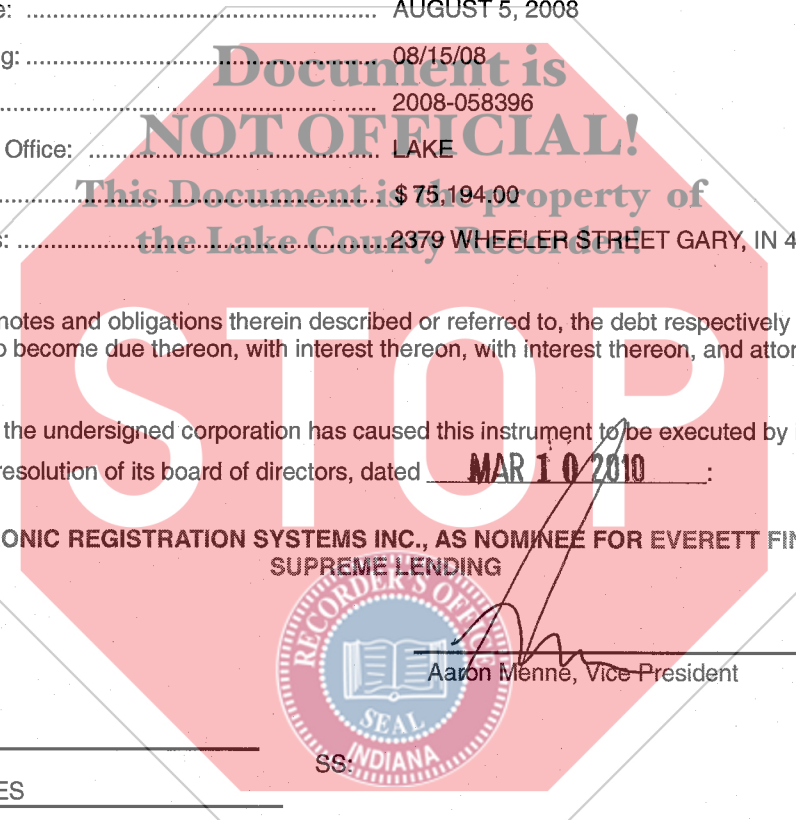 e: ........................................................ AUGUST 5, 2008
Document is
g: ........................................................ 08/15/08
........................................................ 2008-058396
NOT OFFICIAL!
Office: .............................................. LAKE
This Document is the property of
........................................................ $ 75,194.00
the Lake County Recorder!
s: ........................................................ 2379 WHEELER STREET GARY, IN 4
STOP
notes and obligations therein described or referred to, the debt respectively
o become due thereon, with interest thereon, with interest thereon, and attor
the undersigned corporation has caused this instrument to be executed by
resolution of its board of directors, dated MAR 10 2010 :
ONIC REGISTRATION SYSTEMS INC., AS NOMINEE FOR EVERETT FIN
SUPREME LENDING
RECORDER'S OFFICE
SEAL
INDIANA
Aaron Menne, Vice President
SS:
ES